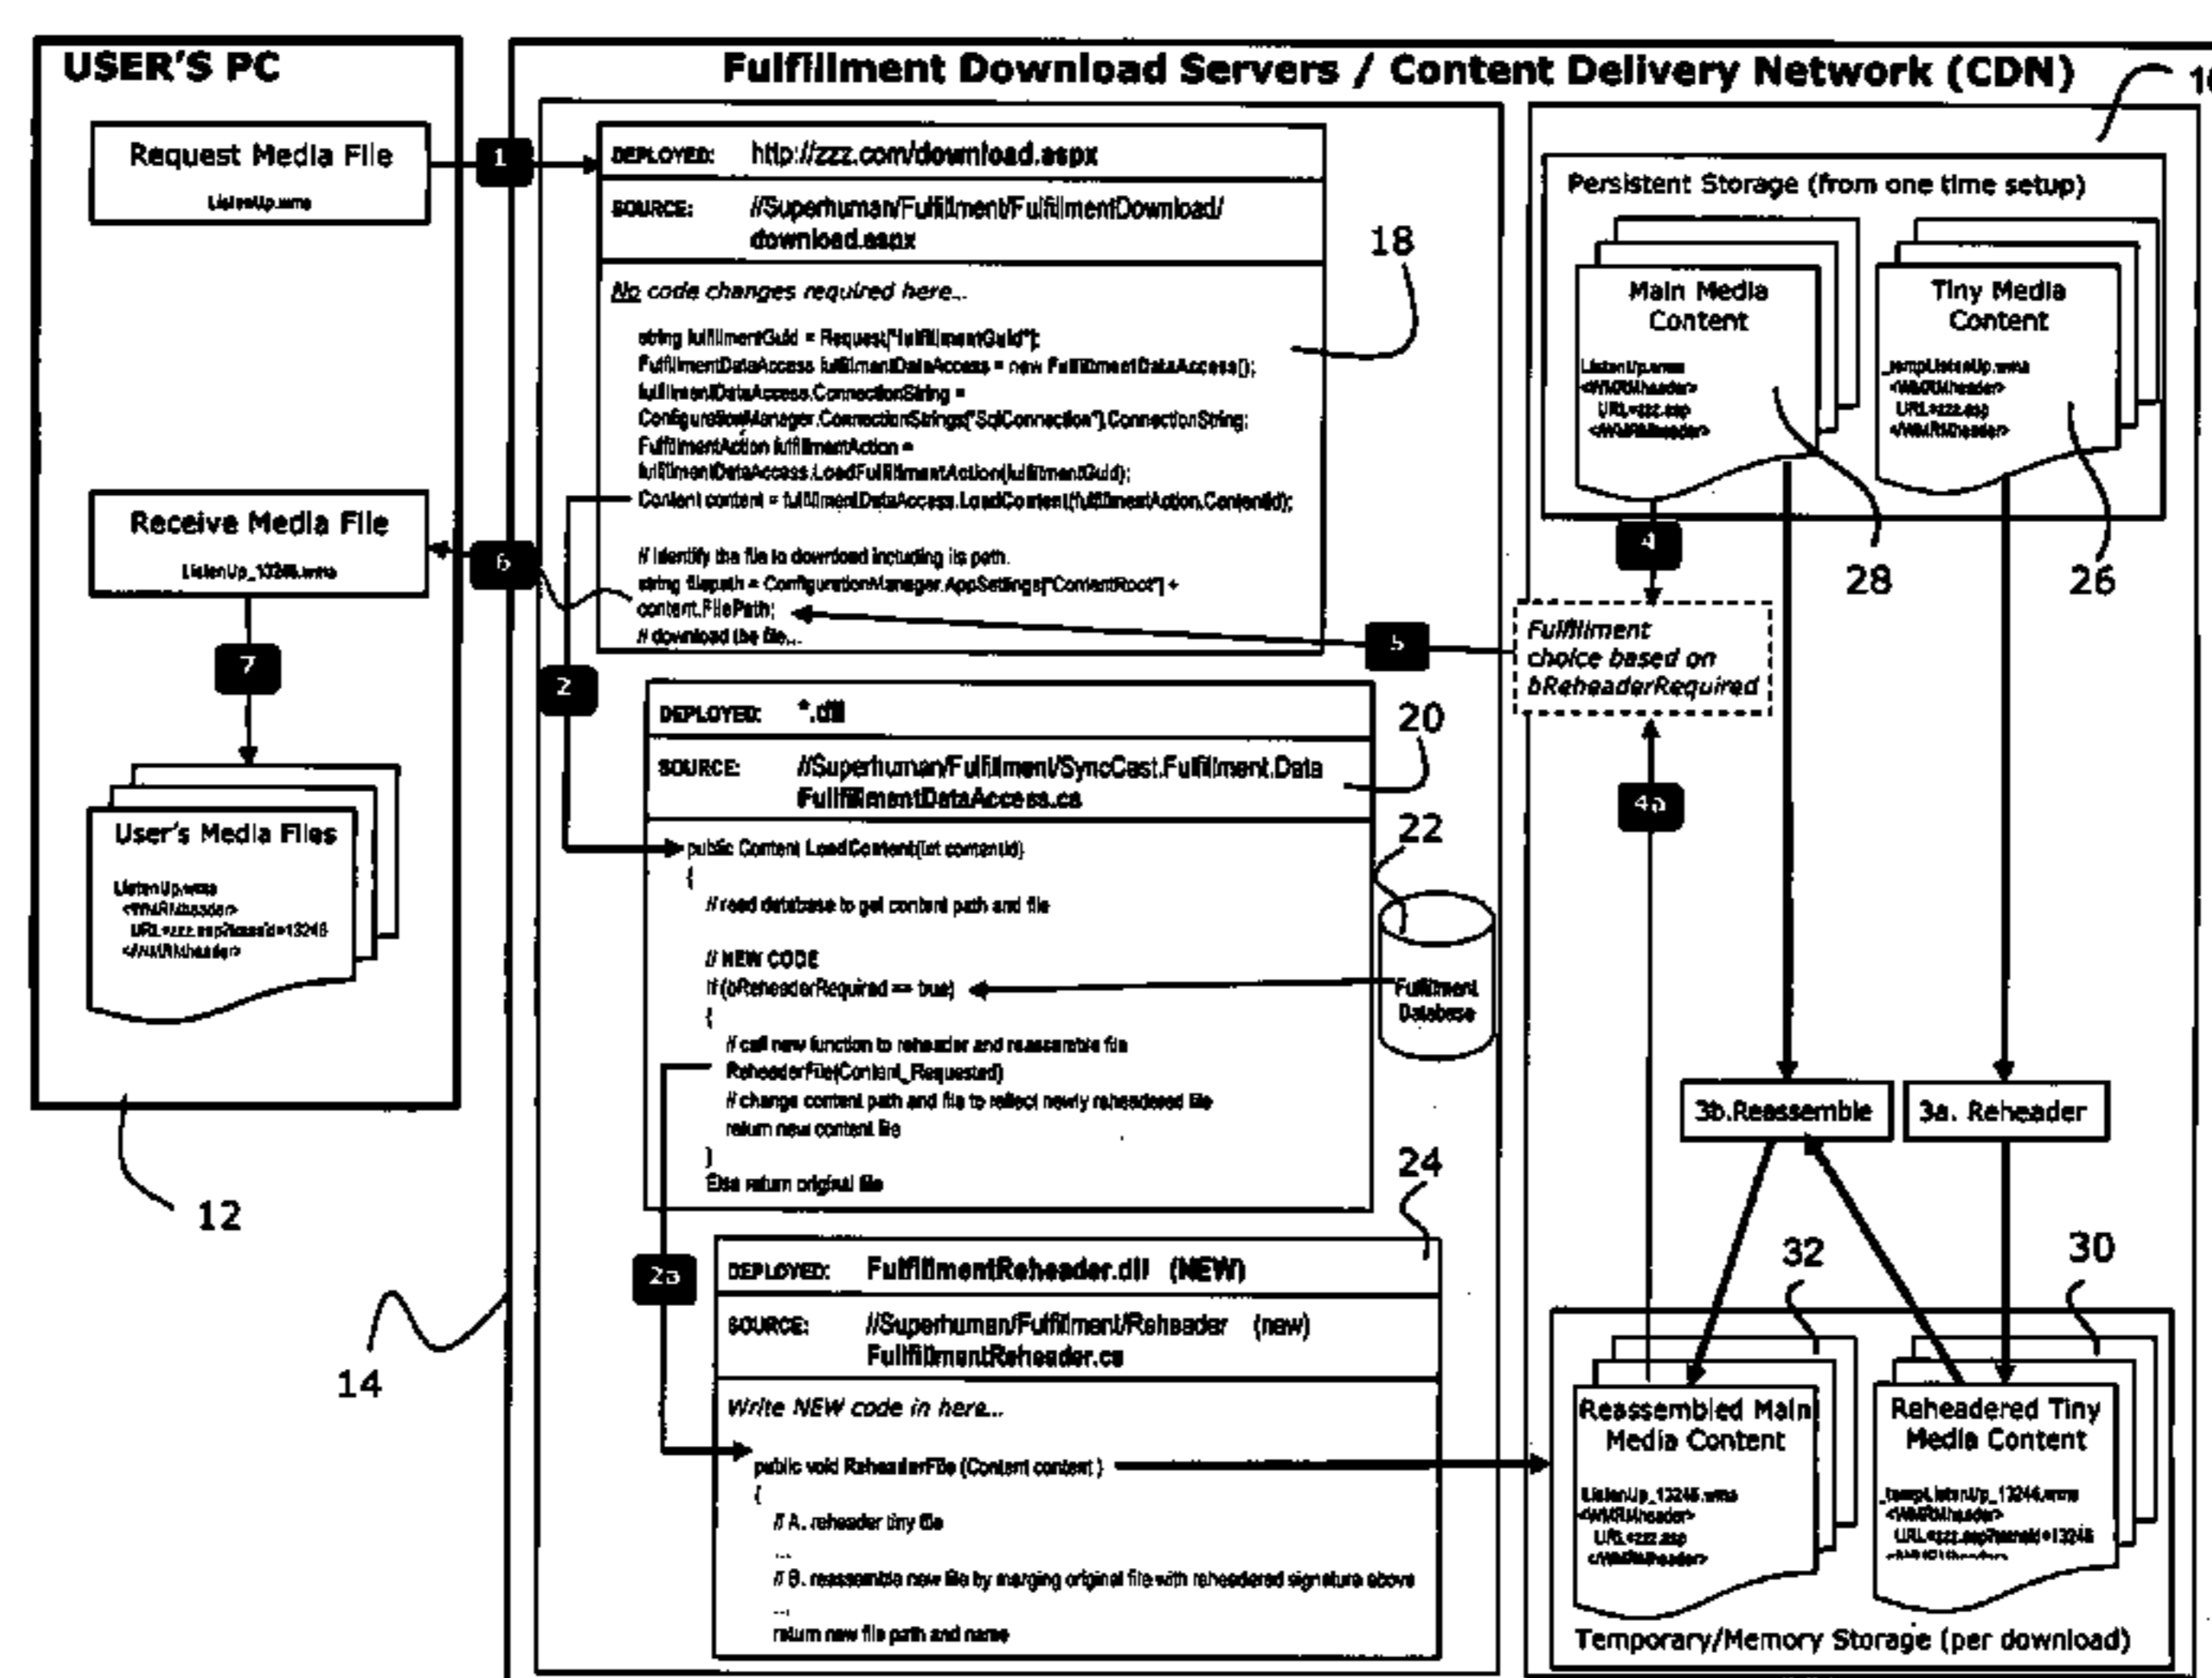 USER'S PC
Request Media File
ListenUp.wma
Receive Media File
ListenUp_13246.wma
7
User's Media Files
ListenUp.wma
<WMRMheader>
</WMRMheader>
12
14
1
6
2
2a
Fulfillment Download Servers / Content Delivery Network (CDN)
DEPLOYED: http://zzz.com/download.aspx
SOURCE: //Superhuman/Fulfillment/FulfillmentDownload/
download.aspx
No code changes required here...
string fulfillmentGuid = Request["fulfillmentGuid"];
FulfillmentDataAccess fulfillmentDataAccess = new FulfillmentDataAccess();
fulfillmentDataAccess.ConnectionString =
ConfigurationManager.ConnectionStrings["SqlConnection"].ConnectionString;
FulfillmentAction fulfillmentAction =
fulfillmentDataAccess.LoadFulfillmentAction(fulfillmentGuid);
Content content = fulfillmentDataAccess.LoadContent(fulfillmentAction.ContentId);
// Identify the file to download including its path.
string filepath = ConfigurationManager.AppSettings["ContentRoot"] +
content.FilePath;
// download the file...
18
5
DEPLOYED: *.dll
SOURCE: //Superhuman/Fulfillment/SyncCast.Fulfillment.Data
FullfillmentDataAccess.cs
20
public Content LoadContent(int contentId)
{
// read database to get content path and file
// NEW CODE
if (bReheaderRequired == true)
{
// call new function to reheader and reassemble file
ReheaderFile(Content_Requested)
// change content path and file to reflect newly reheadered file
return new content file
}
Else return original file
22
Fulfillment
Database
24
DEPLOYED: FulfillmentReheader.dll (NEW)
SOURCE: //Superhuman/Fulfillment/Reheader (new)
FullfillmentReheader.cs
Write NEW code in here...
public void ReheaderFile (Content content )
{
// A. reheader tiny file
...
// B. reassemble new file by merging original file with reheadered signature above
...
return new file path and name
Persistent Storage (from one time setup)
Main Media
Content
ListenUp.wma
<WMRMheader>
URL=zzz.asp
</WMRMheader>
Tiny Media
Content
_tempListenUp.wma
<WMRMheader>
URL=zzz.asp
</WMRMheader>
28
26
4
Fulfillment
choice based on
bReheaderRequired
4a
3b.Reassemble
3a. Reheader
32
30
Reassembled Main
Media Content
ListenUp_13246.wma
<WMRMheader>
URL=zzz.asp
</WMRMheader>
Reheadered Tiny
Media Content
_tempListenUp_13246.wma
<WMRMheader>
Temporary/Memory Storage (per download)